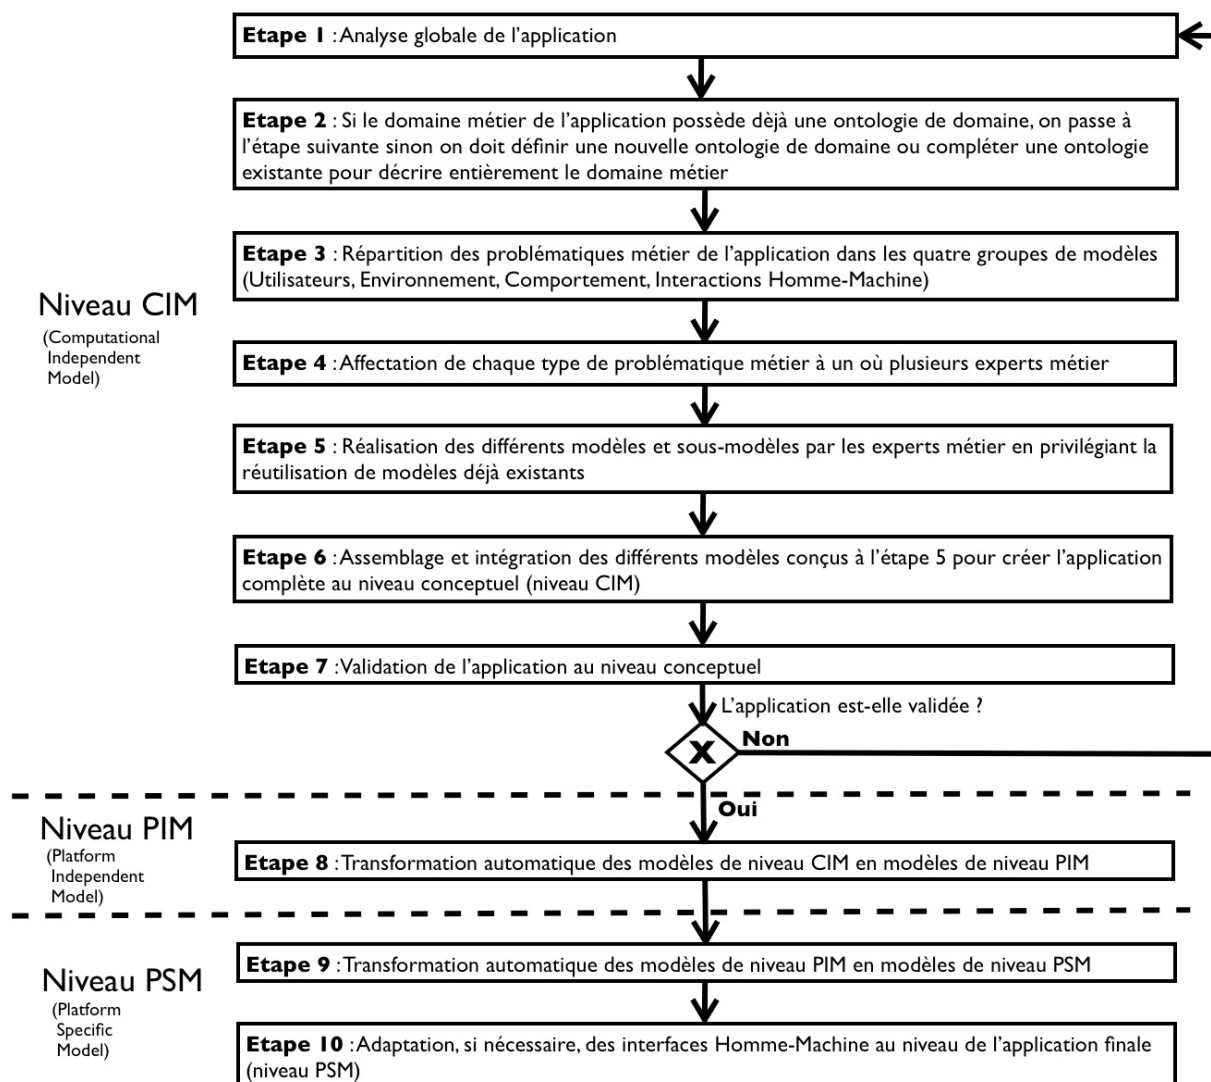 Etape 1 : Analyse globale de l'application
Etape 2 : Si le domaine métier de l'application possède dèjà une ontologie de domaine, on passe à
l'étape suivante sinon on doit définir une nouvelle ontologie de domaine ou compléter une ontologie
existante pour décrire entièrement le domaine métier
Etape 3 : Répartition des problématiques métier de l'application dans les quatre groupes de modèles
(Utilisateurs, Environnement, Comportement, Interactions Homme-Machine)
Niveau CIM
(Computational
Independent
Model)
Etape 4 : Affectation de chaque type de problématique métier à un où plusieurs experts métier
Etape 5 : Réalisation des différents modèles et sous-modèles par les experts métier en privilégiant la
réutilisation de modèles déjà existants
Etape 6 : Assemblage et intégration des différents modèles conçus à l'étape 5 pour créer l'application
complète au niveau conceptuel (niveau CIM)
Etape 7 : Validation de l'application au niveau conceptuel
L'application est-elle validée ?
X
Non
Oui
Niveau PIM
(Platform
Independent
Model)
Etape 8 : Transformation automatique des modèles de niveau CIM en modèles de niveau PIM
Etape 9 : Transformation automatique des modèles de niveau PIM en modèles de niveau PSM
Niveau PSM
(Platform
Specific
Model)
Etape 10 : Adaptation, si nécessaire, des interfaces Homme-Machine au niveau de l'application finale
(niveau PSM)